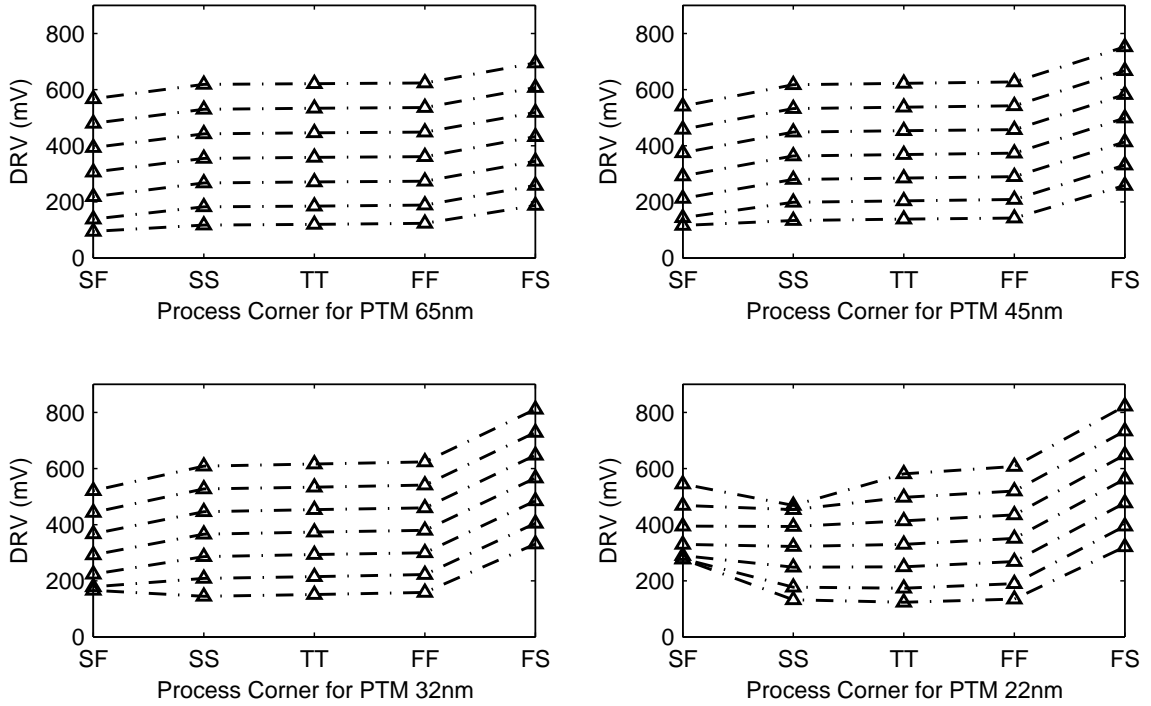 800
600
400
200
0
DRV (mV)
SF SS TT FF FS
Process Corner for PTM 65nm
800
600
400
200
0
DRV (mV)
SF SS TT FF FS
Process Corner for PTM 45nm
800
600
400
200
0
DRV (mV)
SF SS TT FF FS
Process Corner for PTM 32nm
800
600
400
200
0
DRV (mV)
SF SS TT FF FS
Process Corner for PTM 22nm